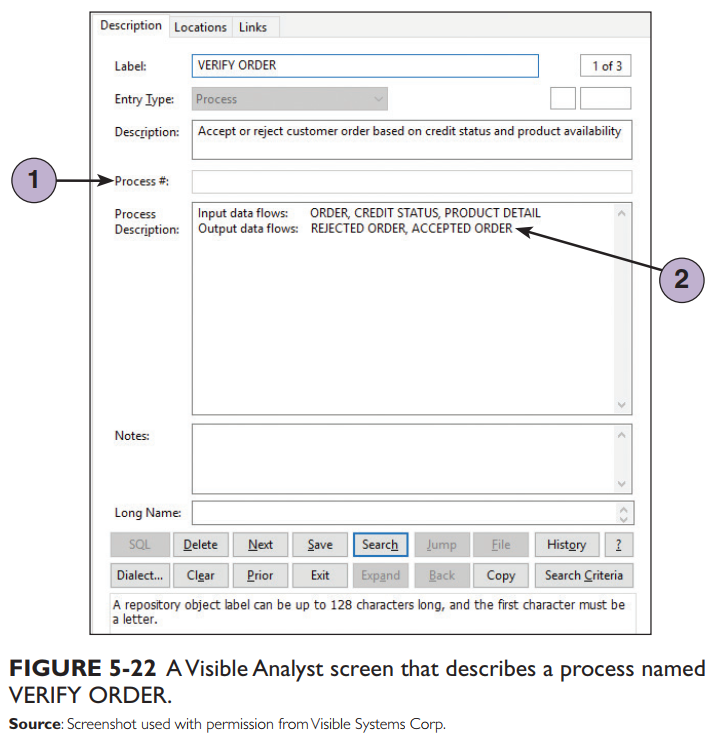 Description Locations Links
Label: VERIFY ORDER 1 of 3
Entry Type: Process
Description: Accept or reject customer order based on credit status and product availability
1 Process #:
Process Description: Input data flows: ORDER, CREDIT STATUS, PRODUCT DETAIL
Output data flows: REJECTED ORDER, ACCEPTED ORDER
2
Notes:
Long Name:
SQL Delete Next Save Search Jump File History ?
Dialect... Clear Prior Exit Expand Back Copy Search Criteria
A repository object label can be up to 128 characters long, and the first character must be
a letter.
FIGURE 5-22 A Visible Analyst screen that describes a process named
VERIFY ORDER.
Source: Screenshot used with permission from Visible Systems Corp.